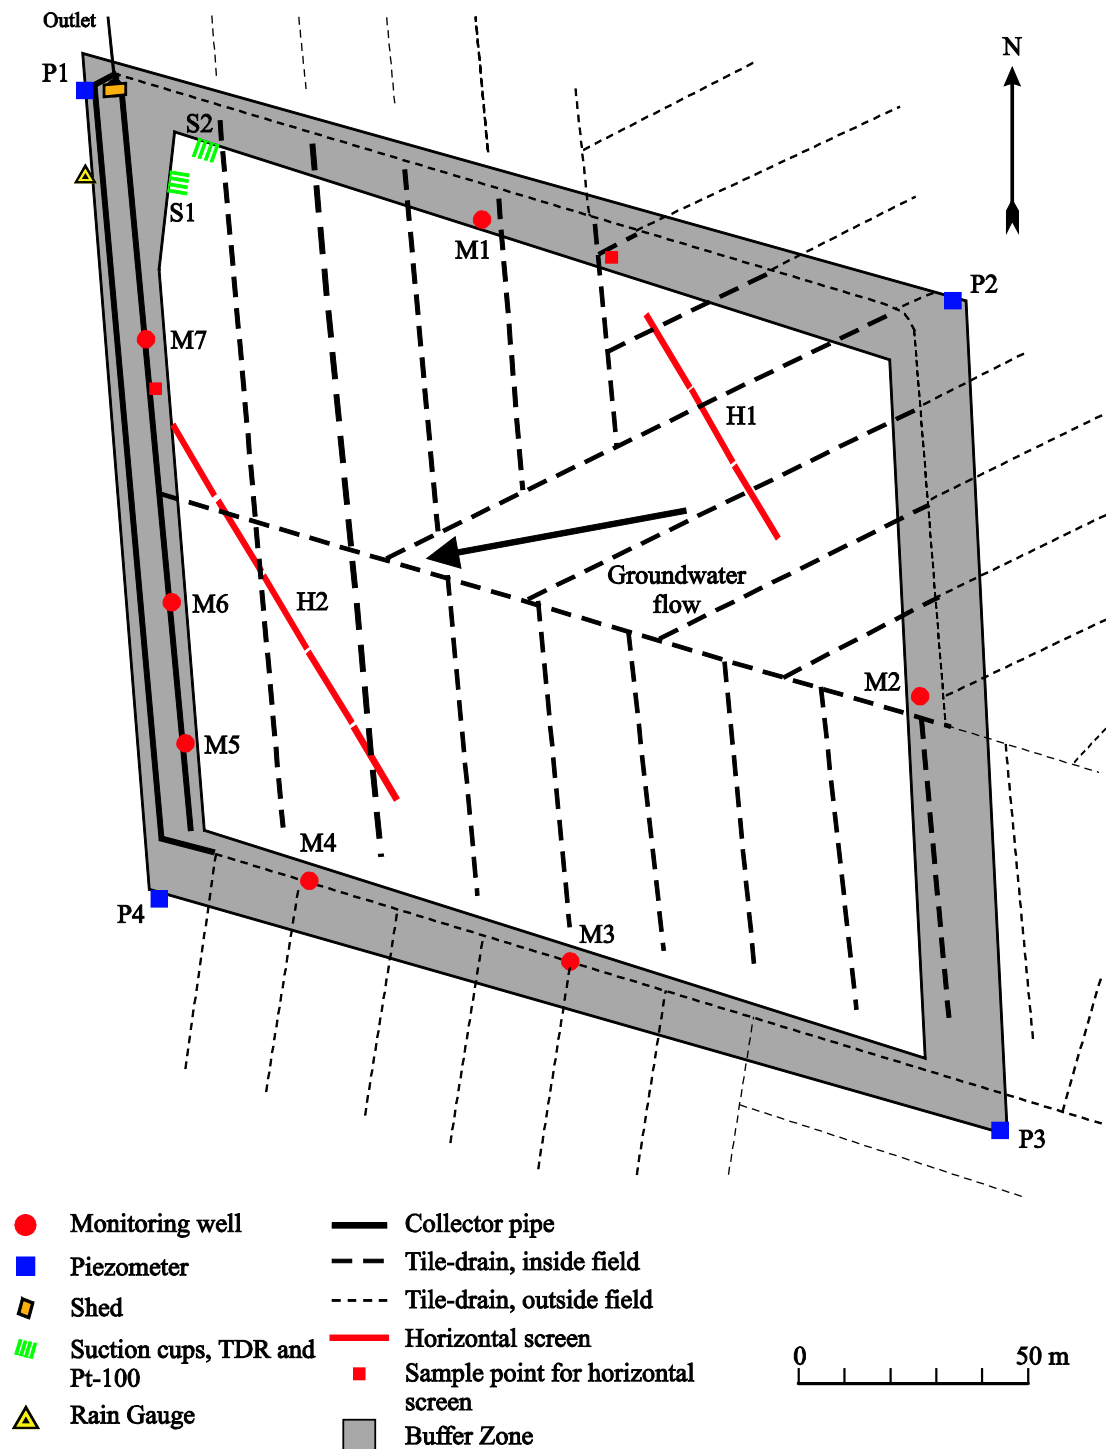 Outlet
N
P1
S2
S1
M1
P2
M7
H1
Groundwater
flow
H2
M6
M2
M5
M4
M3
P4
P3
Monitoring well
Piezometer
Shed
Suction cups, TDR and
Pt-100
Rain Gauge
Collector pipe
Tile-drain, inside field
Tile-drain, outside field
Horizontal screen
Sample point for horizontal
screen
Buffer Zone
0 50 m